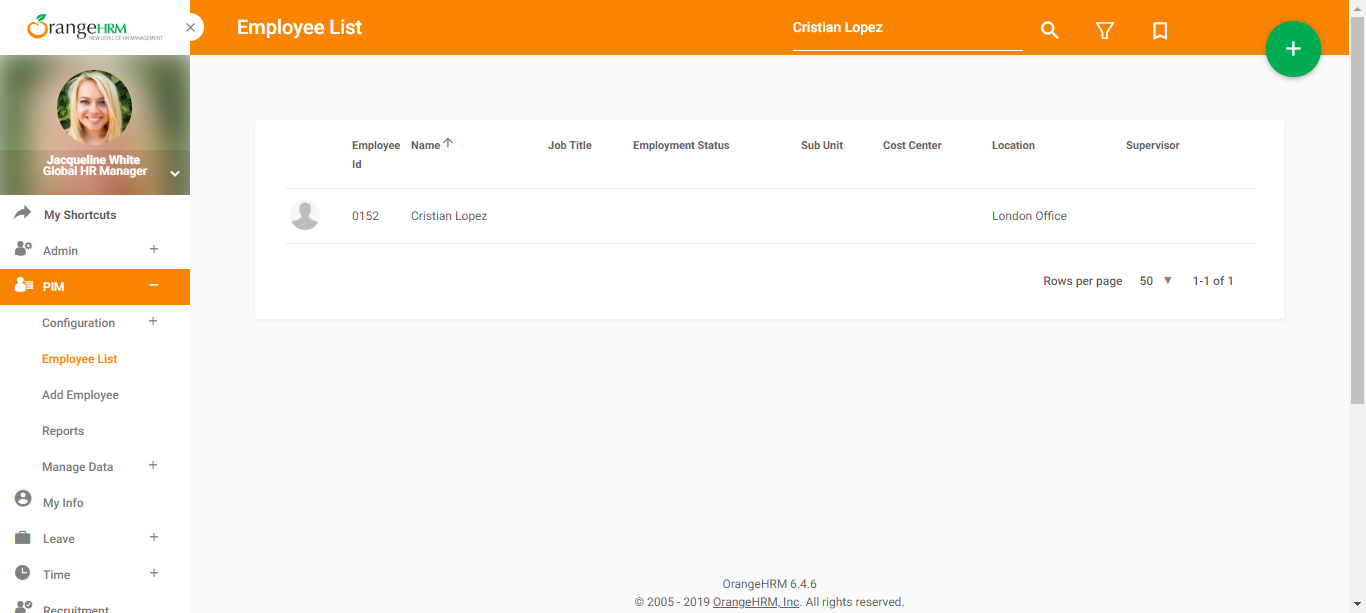 OrangeHRM
NEW LEVEL OF HR MANAGEMENT
Employee List
Cristian Lopez
Jacqueline White
Global HR Manager
My Shortcuts
Admin
PIM
Configuration
Employee List
Add Employee
Reports
Manage Data
My Info
Leave
Time
Recruitment
Employee Id Name Job Title Employment Status Sub Unit Cost Center Location Supervisor
0152 Cristian Lopez London Office
Rows per page 50 1-1 of 1
OrangeHRM 6.4.6
© 2005 - 2019 OrangeHRM, Inc. All rights reserved.